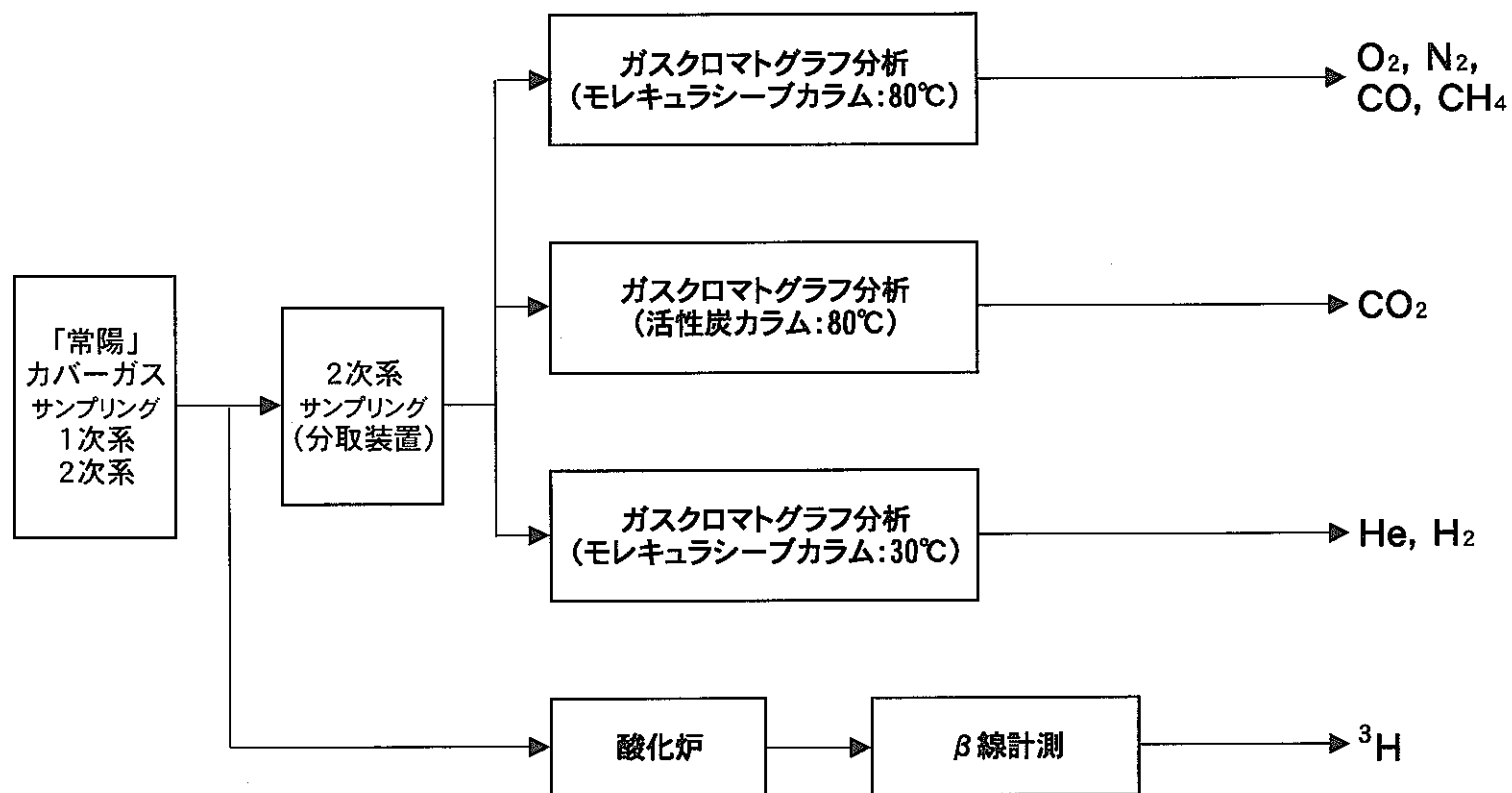 「常陽」
カバーガス
サンプリング
1次系
2次系
2次系
サンプリング
(分取装置)
ガスクロマトグラフ分析
(モレキュラシーブカラム:80℃)
O₂, N₂,
CO, CH₄
ガスクロマトグラフ分析
(活性炭カラム:80℃)
CO₂
ガスクロマトグラフ分析
(モレキュラシーブカラム:30℃)
He, H₂
酸化炉
β線計測
³H